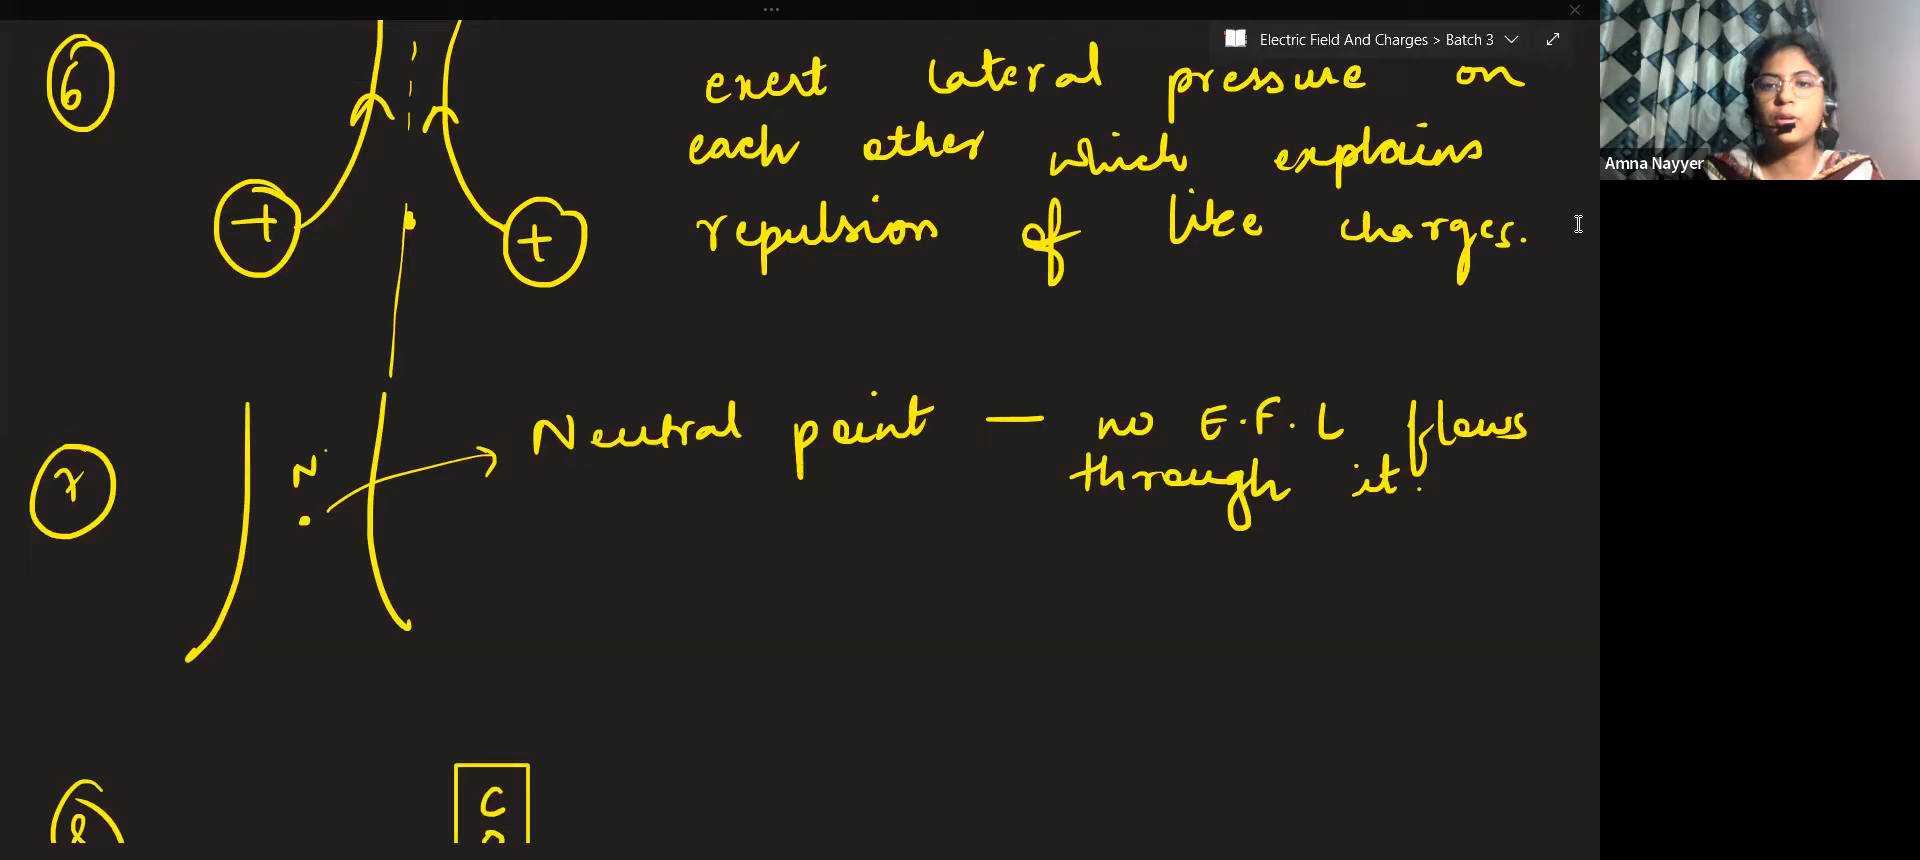 Electric Field And Charges > Batch 3
Amna Nayyer
6
exert lateral pressure on
each other which explains
repulsion of like charges.
+ +
7
N
Neutral point — no E.F.L flows
through it.
8
C